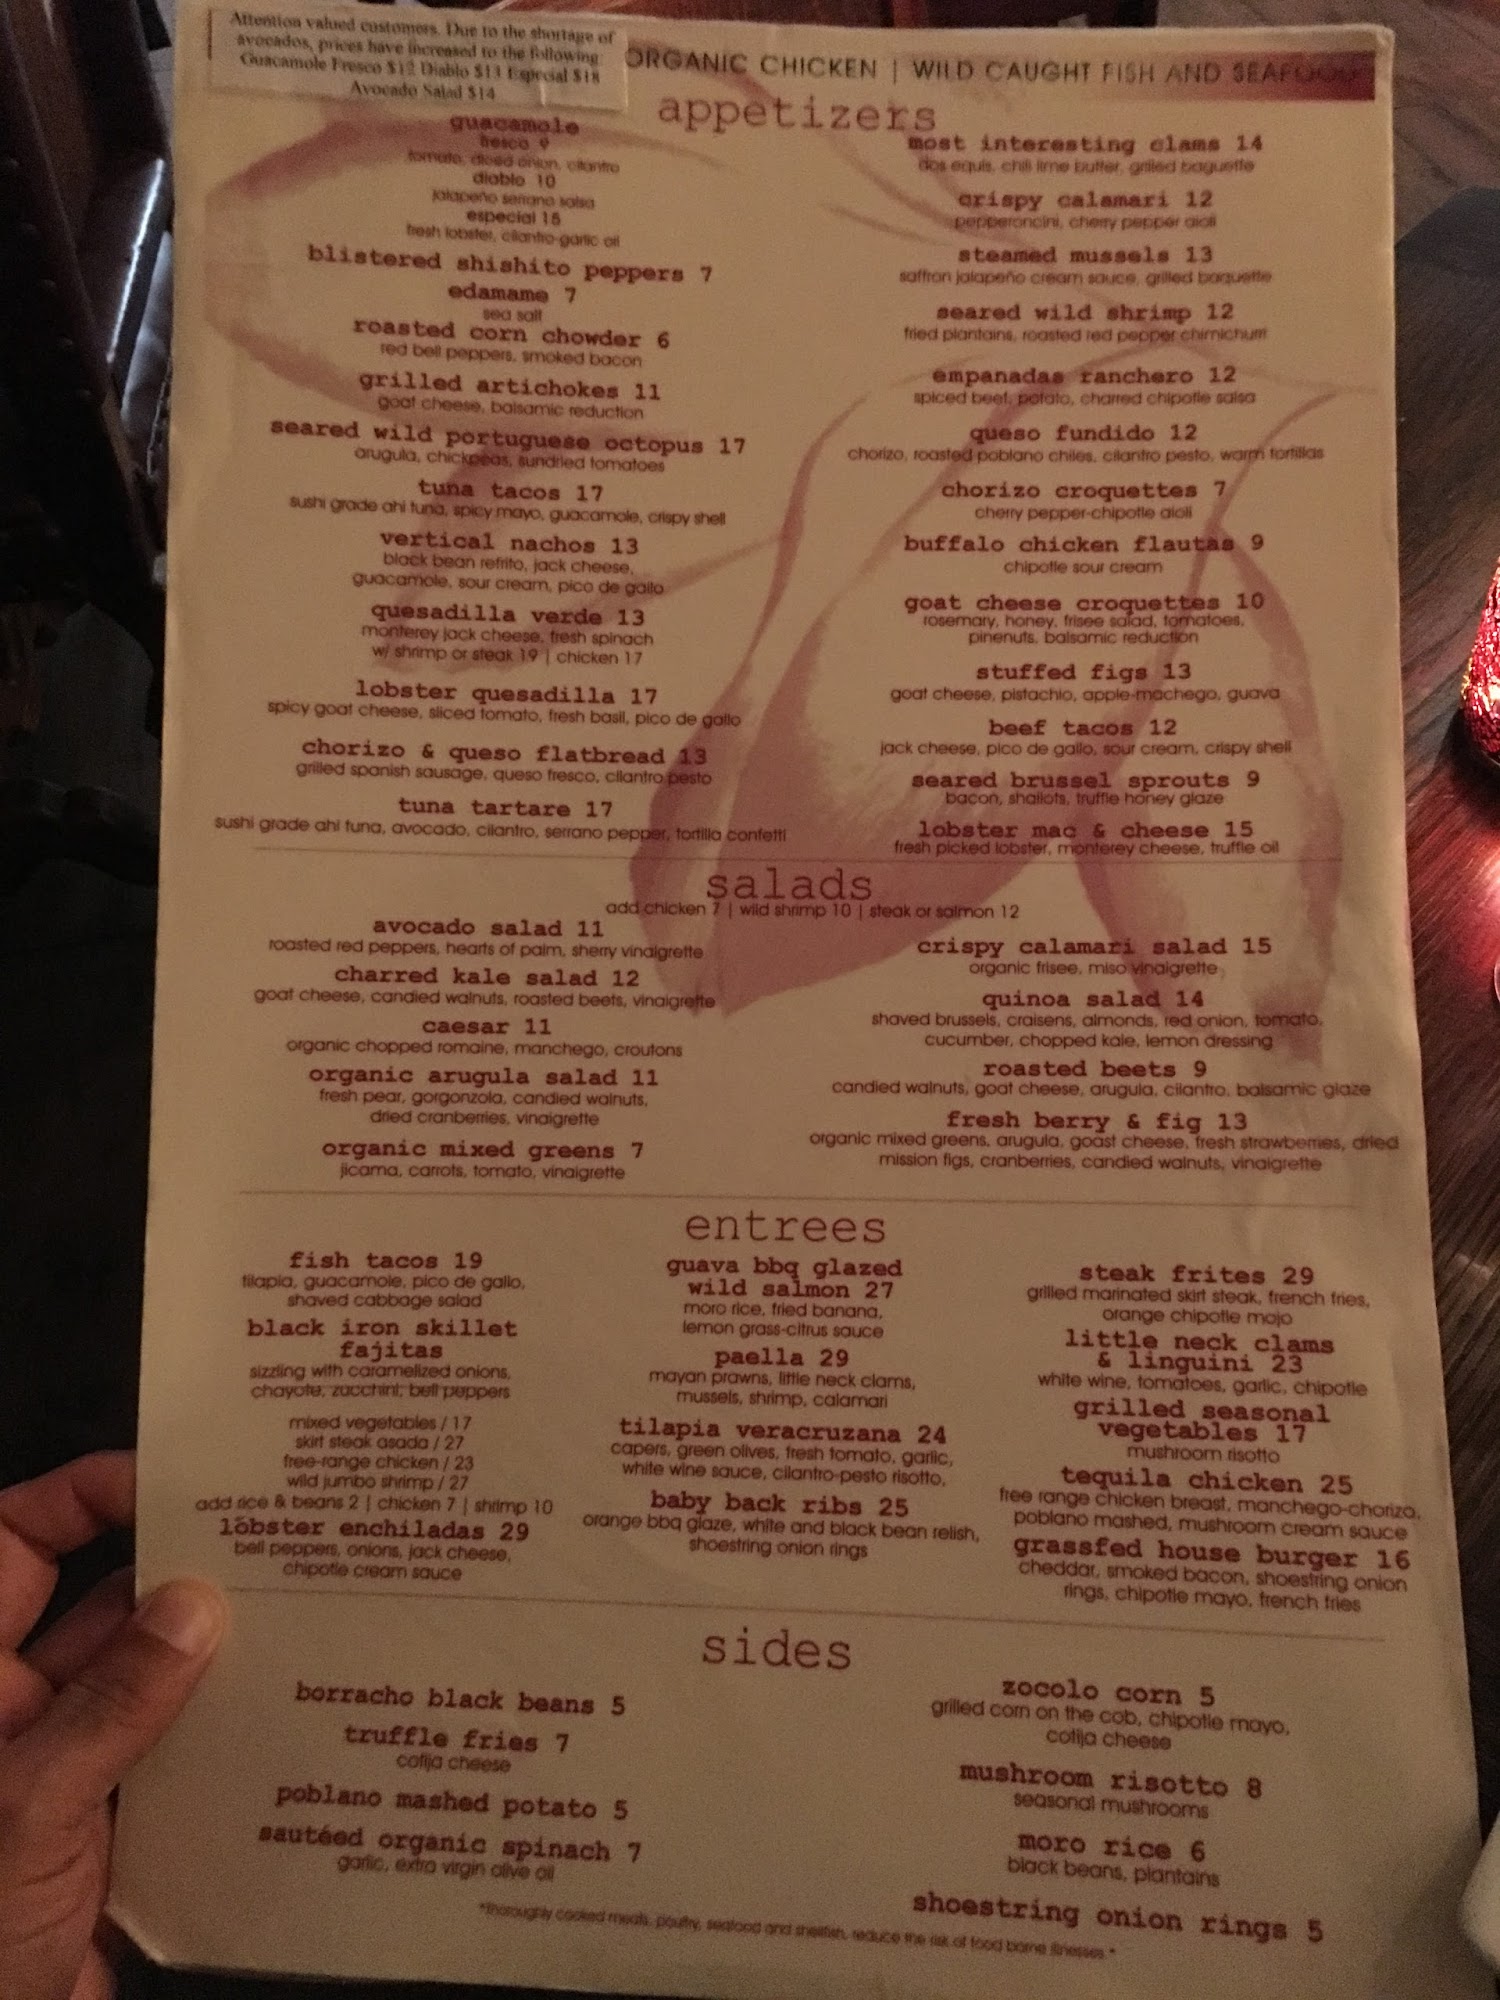 Attention valued customers. Due to the shortage of
avocados, prices have increased to the following
Guacamole Fresco $12 Diablo $13 Especial $18
Avocado Salad $14
ORGANIC CHICKEN | WILD CAUGHT FISH AND SEAFOOD
appetizers
guacamole
fresco 9
tomato, diced onion, cilantro
diablo 10
jalapeño serrano salsa
especial 15
fresh lobster, cilantro-garlic oil
blistered shishito peppers 7
edamame 7
sea salt
roasted corn chowder 6
red bell peppers, smoked bacon
grilled artichokes 11
goat cheese, balsamic reduction
seared wild portuguese octopus 17
arugula, chickpeas, sundried tomatoes
tuna tacos 17
sushi grade ahi tuna, spicy mayo, guacamole, crispy shell
vertical nachos 13
black bean refrito, jack cheese,
guacamole, sour cream, pico de gallo
quesadilla verde 13
monterey jack cheese, fresh spinach
w/ shrimp or steak 19 | chicken 17
lobster quesadilla 17
spicy goat cheese, sliced tomato, fresh basil, pico de gallo
chorizo & queso flatbread 13
grilled spanish sausage, queso fresco, cilantro pesto
tuna tartare 17
sushi grade ahi tuna, avocado, cilantro, serrano pepper, tortilla confetti
most interesting clams 14
dos equis, chili lime butter, grilled baguette
crispy calamari 12
pepperoncini, cherry pepper aioli
steamed mussels 13
saffron jalapeño cream sauce, grilled baguette
seared wild shrimp 12
fried plantains, roasted red pepper chimichurri
empanadas ranchero 12
spiced beef, potato, charred chipotle salsa
queso fundido 12
chorizo, roasted poblano chiles, cilantro pesto, warm tortillas
chorizo croquettes 7
cherry pepper-chipotle aioli
buffalo chicken flautas 9
chipotle sour cream
goat cheese croquettes 10
rosemary, honey, frisee salad, tomatoes,
pinenuts, balsamic reduction
stuffed figs 13
goat cheese, pistachio, apple-machego, guava
beef tacos 12
jack cheese, pico de gallo, sour cream, crispy shell
seared brussel sprouts 9
bacon, shallots, truffle honey glaze
lobster mac & cheese 15
fresh picked lobster, monterey cheese, truffle oil
salads
add chicken 7 | wild shrimp 10 | steak or salmon 12
avocado salad 11
roasted red peppers, hearts of palm, sherry vinaigrette
charred kale salad 12
goat cheese, candied walnuts, roasted beets, vinaigrette
caesar 11
organic chopped romaine, manchego, croutons
organic arugula salad 11
fresh pear, gorgonzola, candied walnuts,
dried cranberries, vinaigrette
organic mixed greens 7
jicama, carrots, tomato, vinaigrette
crispy calamari salad 15
organic frisee, miso vinaigrette
quinoa salad 14
shaved brussels, craisens, almonds, red onion, tomato,
cucumber, chopped kale, lemon dressing
roasted beets 9
candied walnuts, goat cheese, arugula, cilantro, balsamic glaze
fresh berry & fig 13
organic mixed greens, arugula, goast cheese, fresh strawberries, dried
mission figs, cranberries, candied walnuts, vinaigrette
entrees
fish tacos 19
tilapia, guacamole, pico de gallo,
shaved cabbage salad
black iron skillet
fajitas
sizzling with caramelized onions,
chayote, zucchini, bell peppers
mixed vegetables / 17
skirt steak asada / 27
free-range chicken / 23
wild jumbo shrimp / 27
add rice & beans 2 | chicken 7 | shrimp 10
lobster enchiladas 29
bell peppers, onions, jack cheese,
chipotle cream sauce
guava bbq glazed
wild salmon 27
moro rice, fried banana,
lemon grass-citrus sauce
paella 29
mayan prawns, little neck clams,
mussels, shrimp, calamari
tilapia veracruzana 24
capers, green olives, fresh tomato, garlic,
white wine sauce, cilantro-pesto risotto,
baby back ribs 25
orange bbq glaze, white and black bean relish,
shoestring onion rings
steak frites 29
grilled marinated skirt steak, french fries,
orange chipotle mojo
little neck clams
& linguini 23
white wine, tomatoes, garlic, chipotle
grilled seasonal
vegetables 17
mushroom risotto
tequila chicken 25
free range chicken breast, manchego-chorizo,
poblano mashed, mushroom cream sauce
grassfed house burger 16
cheddar, smoked bacon, shoestring onion
rings, chipotle mayo, french fries
sides
borracho black beans 5
truffle fries 7
cotija cheese
poblano mashed potato 5
sautéed organic spinach 7
garlic, extra virgin olive oil
zocolo corn 5
grilled corn on the cob, chipotle mayo,
cotija cheese
mushroom risotto 8
seasonal mushrooms
moro rice 6
black beans, plantains
shoestring onion rings 5
*thoroughly cooked meats, poultry, seafood and shellfish, reduce the risk of food borne illnesses *